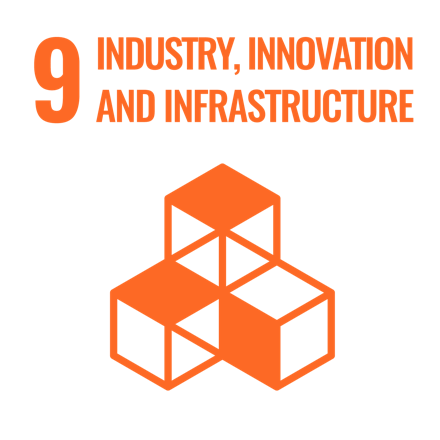 9 INDUSTRY, INNOVATION
AND INFRASTRUCTURE